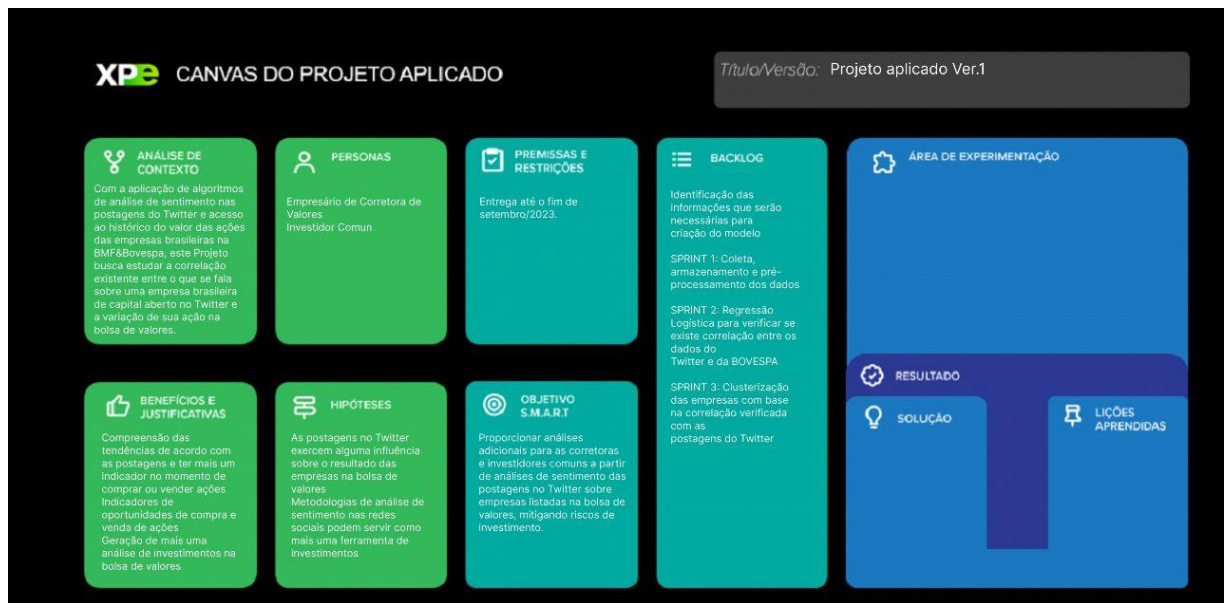 XPe CANVAS DO PROJETO APLICADO
Título/Versão: Projeto aplicado Ver.1
ANÁLISE DE
CONTEXTO
Com a aplicação de algoritmos
de análise de sentimento nas
postagens do Twitter e acesso
ao histórico do valor das ações
das empresas brasileiras na
BMF&Bovespa, este Projeto
busca estudar a correlação
existente entre o que se fala
sobre uma empresa brasileira
de capital aberto no Twitter e
a variação de sua ação na
bolsa de valores.
PERSONAS
Empresário de Corretora de
Valores
Investidor Comun
PREMISSAS E
RESTRIÇÕES
Entrega até o fim de
setembro/2023.
BACKLOG
Identificação das
informações que serão
necessárias para
criação do modelo
SPRINT 1: Coleta,
armazenamento e pré-
processamento dos dados
SPRINT 2: Regressão
Logística para verificar se
existe correlação entre os
dados do
Twitter e da BOVESPA
SPRINT 3: Clusterização
das empresas com base
na correlação verificada
com as
postagens do Twitter
ÁREA DE EXPERIMENTAÇÃO
RESULTADO
SOLUÇÃO
LIÇÕES
APRENDIDAS
BENEFÍCIOS E
JUSTIFICATIVAS
Compreensão das
tendências de acordo com
as postagens e ter mais um
indicador no momento de
comprar ou vender ações
Indicadores de
oportunidades de compra e
venda de ações
Geração de mais uma
análise de investimentos na
bolsa de valores
HIPÓTESES
As postagens no Twitter
exercem alguma influência
sobre o resultado das
empresas na bolsa de
valores
Metodologias de análise de
sentimento nas redes
sociais podem servir como
mais uma ferramenta de
investimentos
OBJETIVO
S.M.A.R.T
Proporcionar análises
adicionais para as corretoras
e investidores comuns a partir
de análises de sentimento das
postagens no Twitter sobre
empresas listadas na bolsa de
valores, mitigando riscos de
investimento.